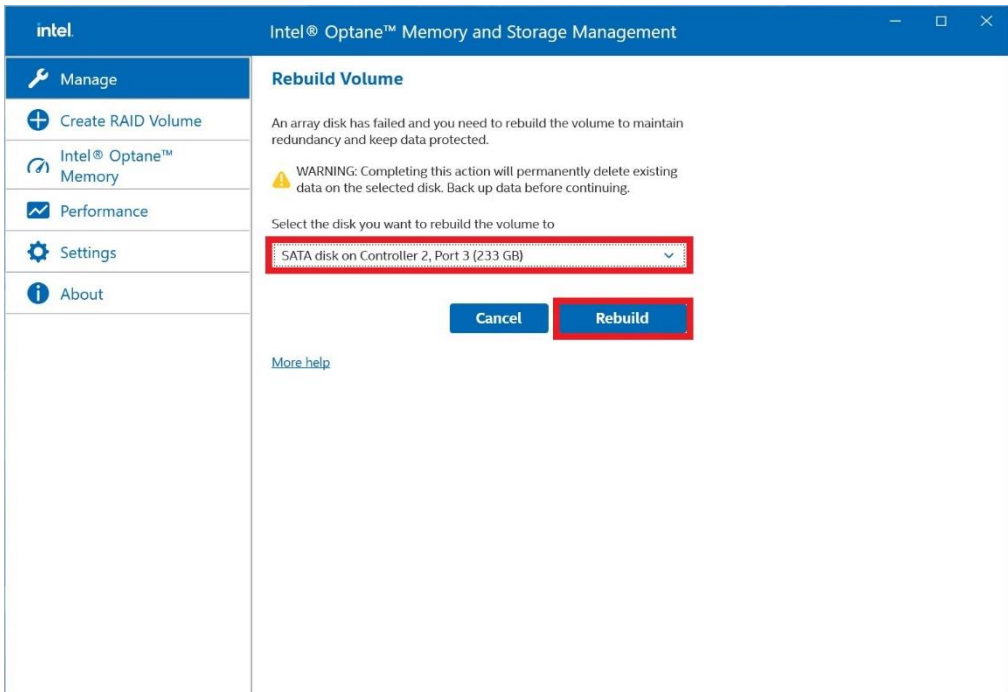 intel.
Intel® Optane™ Memory and Storage Management
Manage
Create RAID Volume
Intel® Optane™
Memory
Performance
Settings
About
Rebuild Volume
An array disk has failed and you need to rebuild the volume to maintain
redundancy and keep data protected.
WARNING: Completing this action will permanently delete existing
data on the selected disk. Back up data before continuing.
Select the disk you want to rebuild the volume to
SATA disk on Controller 2, Port 3 (233 GB)
Cancel
Rebuild
More help